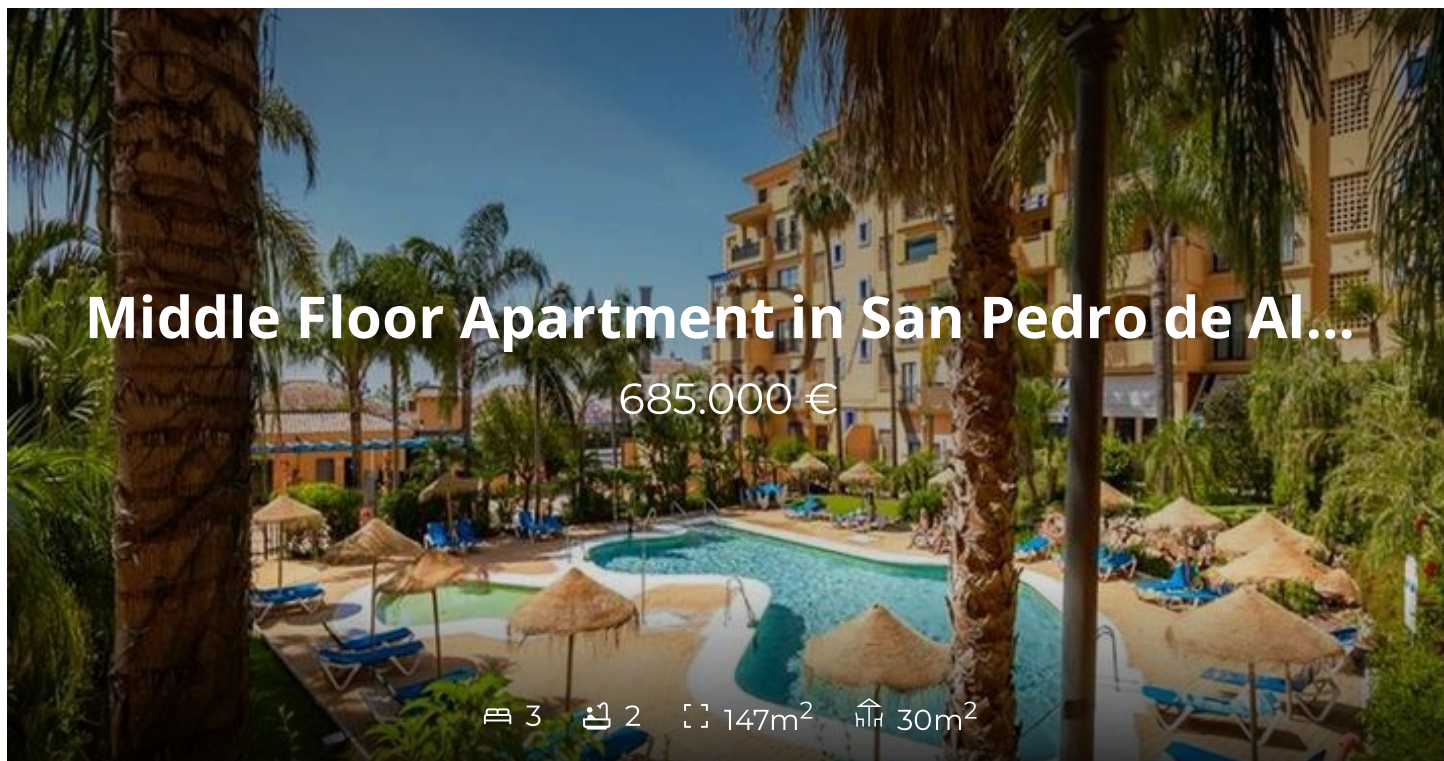 Middle Floor Apartment in San Pedro de Al...
685.000 €
3 2 147m² 30m²